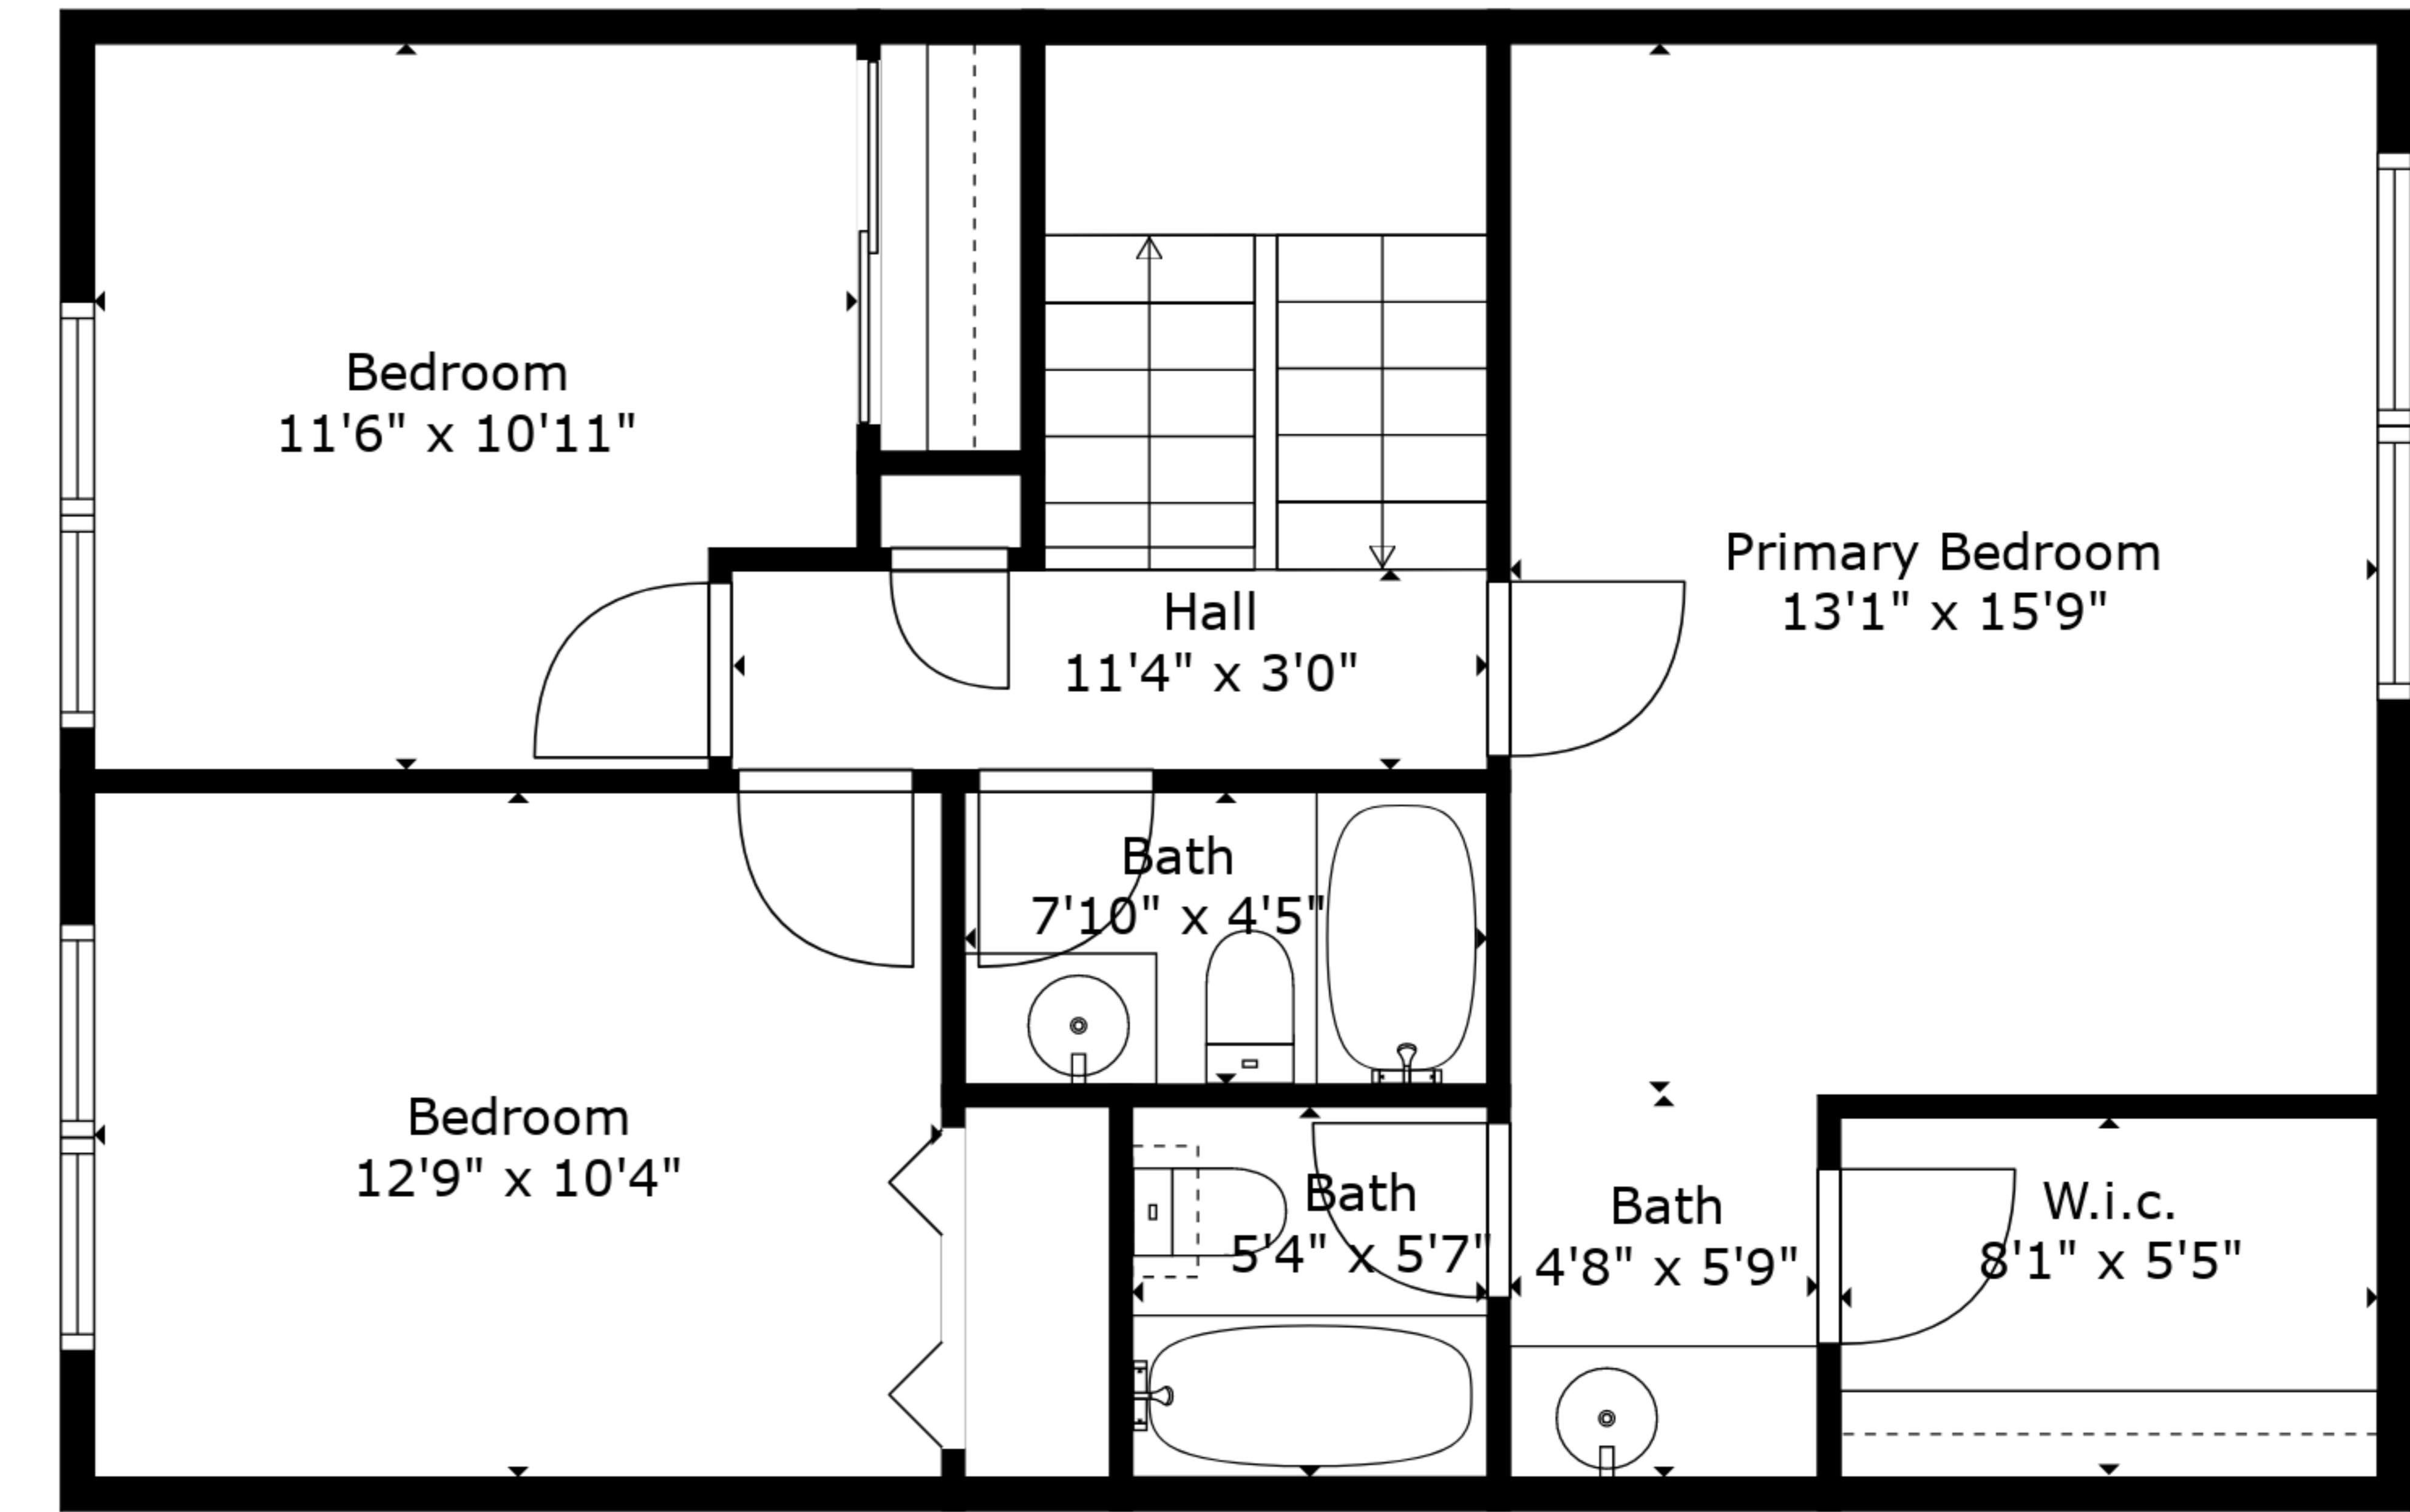 Bedroom
11'6" x 10'11"
Primary Bedroom
13'1" x 15'9"
Hall
11'4" x 3'0"
Bath
7'10" x 4'5"
Bedroom
12'9" x 10'4"
Bath
5'4" x 5'7"
Bath
4'8" x 5'9"
W.i.c.
8'1" x 5'5"